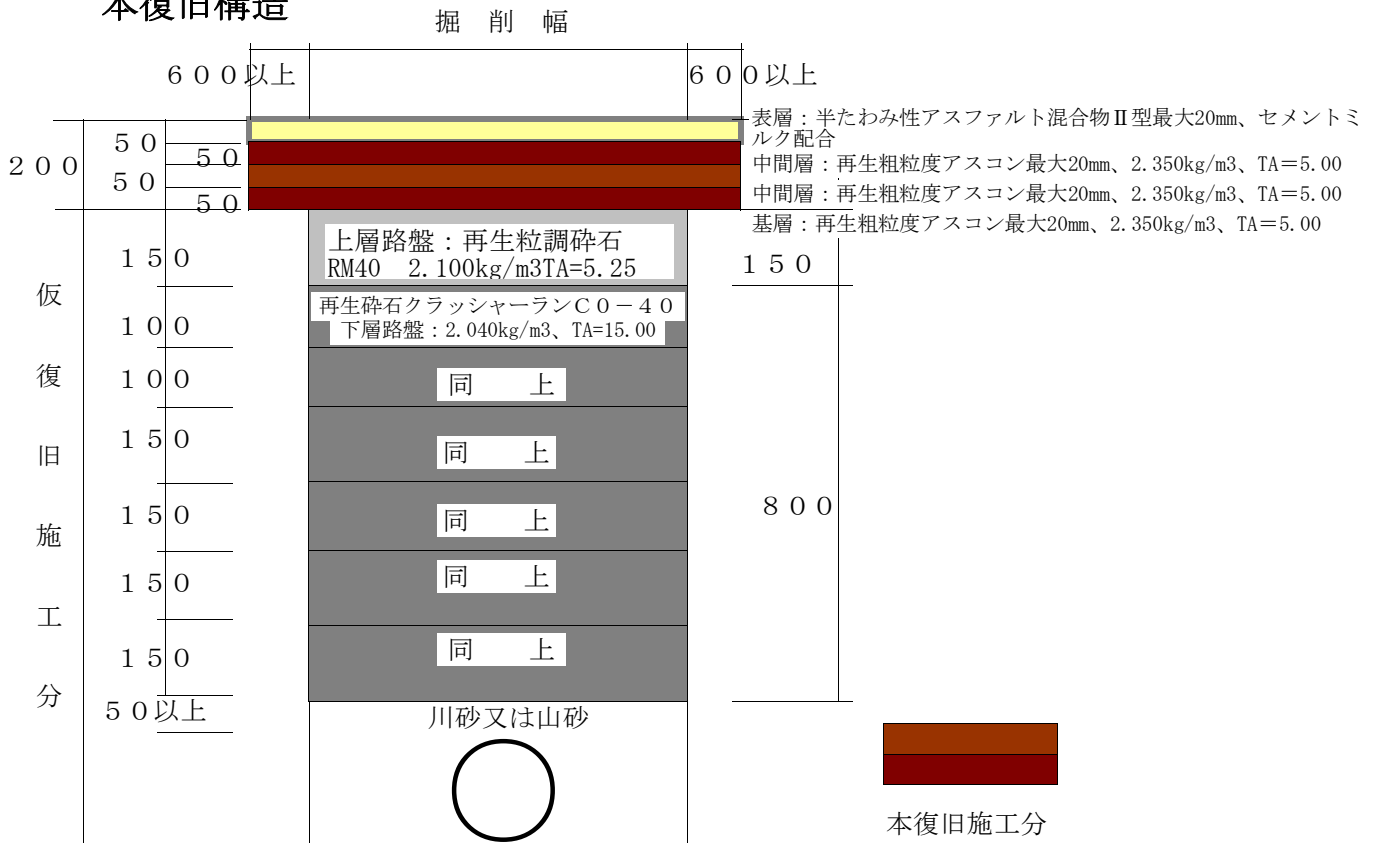 本復旧構造
掘 削 幅
６００以上
６００以上
表層：半たわみ性アスファルト混合物Ⅱ型最大20mm、セメントミ
ルク配合
中間層：再生粗粒度アスコン最大20mm、2.350kg/m3、TA＝5.00
中間層：再生粗粒度アスコン最大20mm、2.350kg/m3、TA＝5.00
基層：再生粗粒度アスコン最大20mm、2.350kg/m3、TA＝5.00
２００
５０
５０
５０
５０
上層路盤：再生粒調砕石
RM40 2.100kg/m3TA=5.25
１５０
１５０
再生砕石クラッシャーランＣ０－４０
下層路盤：2.040kg/m3、TA=15.00
１００
同 上
１００
同 上
１５０
同 上
１５０
同 上
１５０
同 上
１５０
８００
５０以上
川砂又は山砂
仮復旧施工分
本復旧施工分